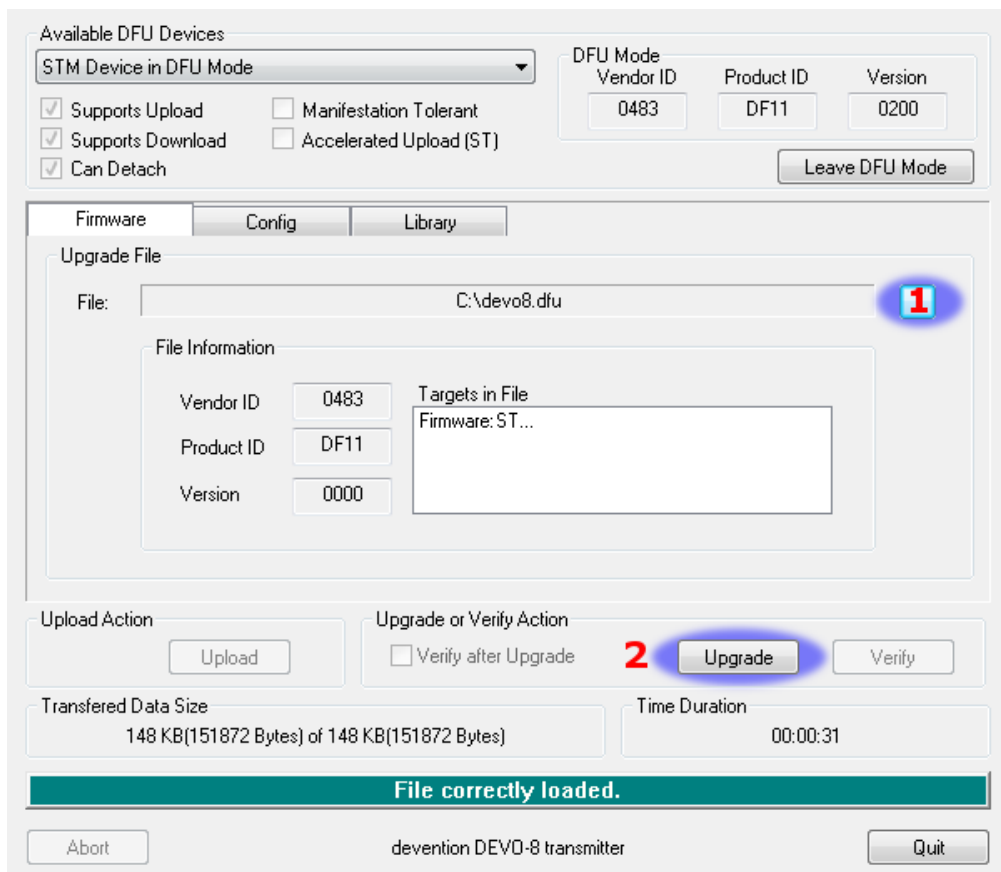 Available DFU Devices
STM Device in DFU Mode
DFU Mode
Vendor ID Product ID Version
0483 DF11 0200
Supports Upload Manifestation Tolerant
Supports Download Accelerated Upload (ST)
Can Detach
Leave DFU Mode
Firmware Config Library
Upgrade File
File: C:\devo8.dfu 1
File Information
Vendor ID 0483
Product ID DF11
Version 0000
Targets in File
Firmware: ST...
Upload Action
Upload
Upgrade or Verify Action
Verify after Upgrade 2 Upgrade Verify
Transfered Data Size
148 KB(151872 Bytes) of 148 KB(151872 Bytes)
Time Duration
00:00:31
File correctly loaded.
Abort devention DEVO-8 transmitter Quit